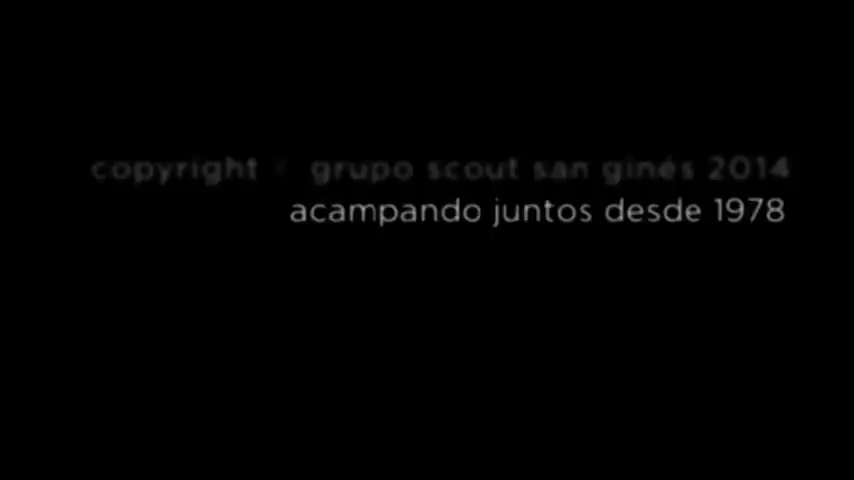 copyright grupo scout san ginés 2014
acampando juntos desde 1978